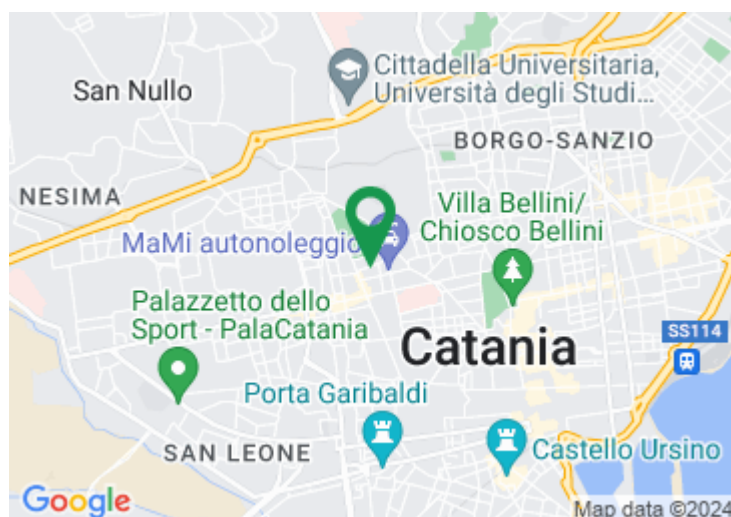 San Nullo
Cittadella Universitaria,
Università degli Studi...
BORGO-SANZIO
NESIMA
Villa Bellini/
Chiosco Bellini
MaMi autonoleggio
Palazzetto dello
Sport - PalaCatania
SS114
Catania
Porta Garibaldi
SAN LEONE
Castello Ursino
Google
Map data ©2024